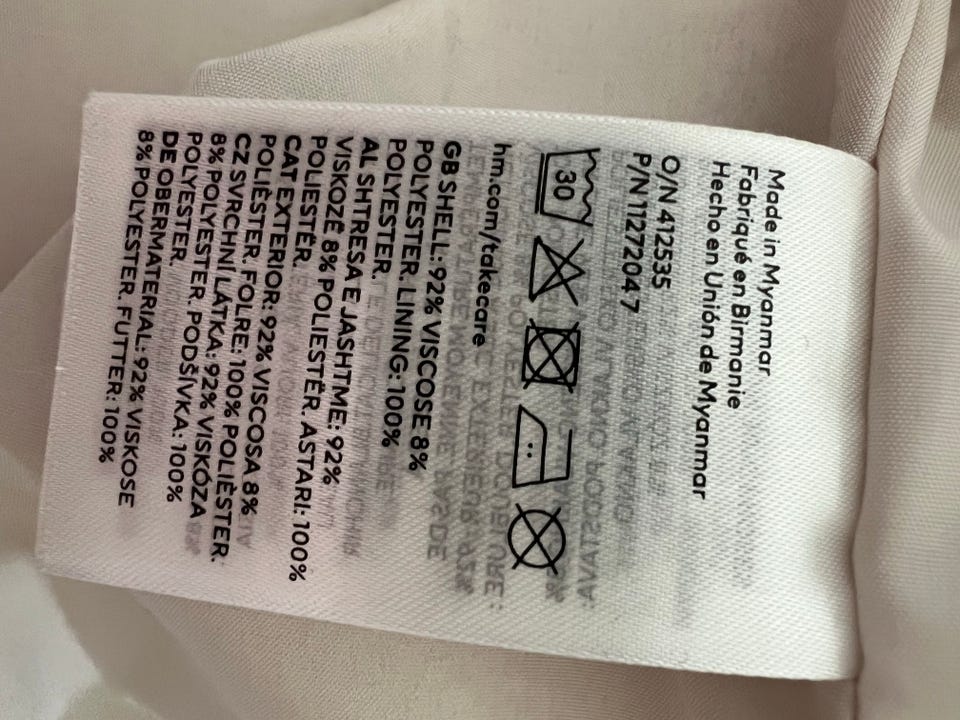 Made in Myanmar
Fabriqué en Birmanie
Hecho en Unión de Myanmar
O/N 412535
P/N 1127204 7
30
hm.com/takecare
GB SHELL: 92% VISCOSE 8%
POLYESTER. LINING: 100%
POLYESTER.
AL SHTRESA E JASHTME: 92%
VISKOZË 8% POLIESTËR. ASTARI: 100%
POLIESTËR.
CAT EXTERIOR: 92% VISCOSA 8%
POLIÈSTER. FOLRE: 100% POLIÈSTER.
CZ SVRCHNÍ LÁTKA: 92% VISKÓZA
8% POLYESTER. PODŠÍVKA: 100%
POLYESTER.
DE OBERMATERIAL: 92% VISKOSE
8% POLYESTER. FUTTER: 100%